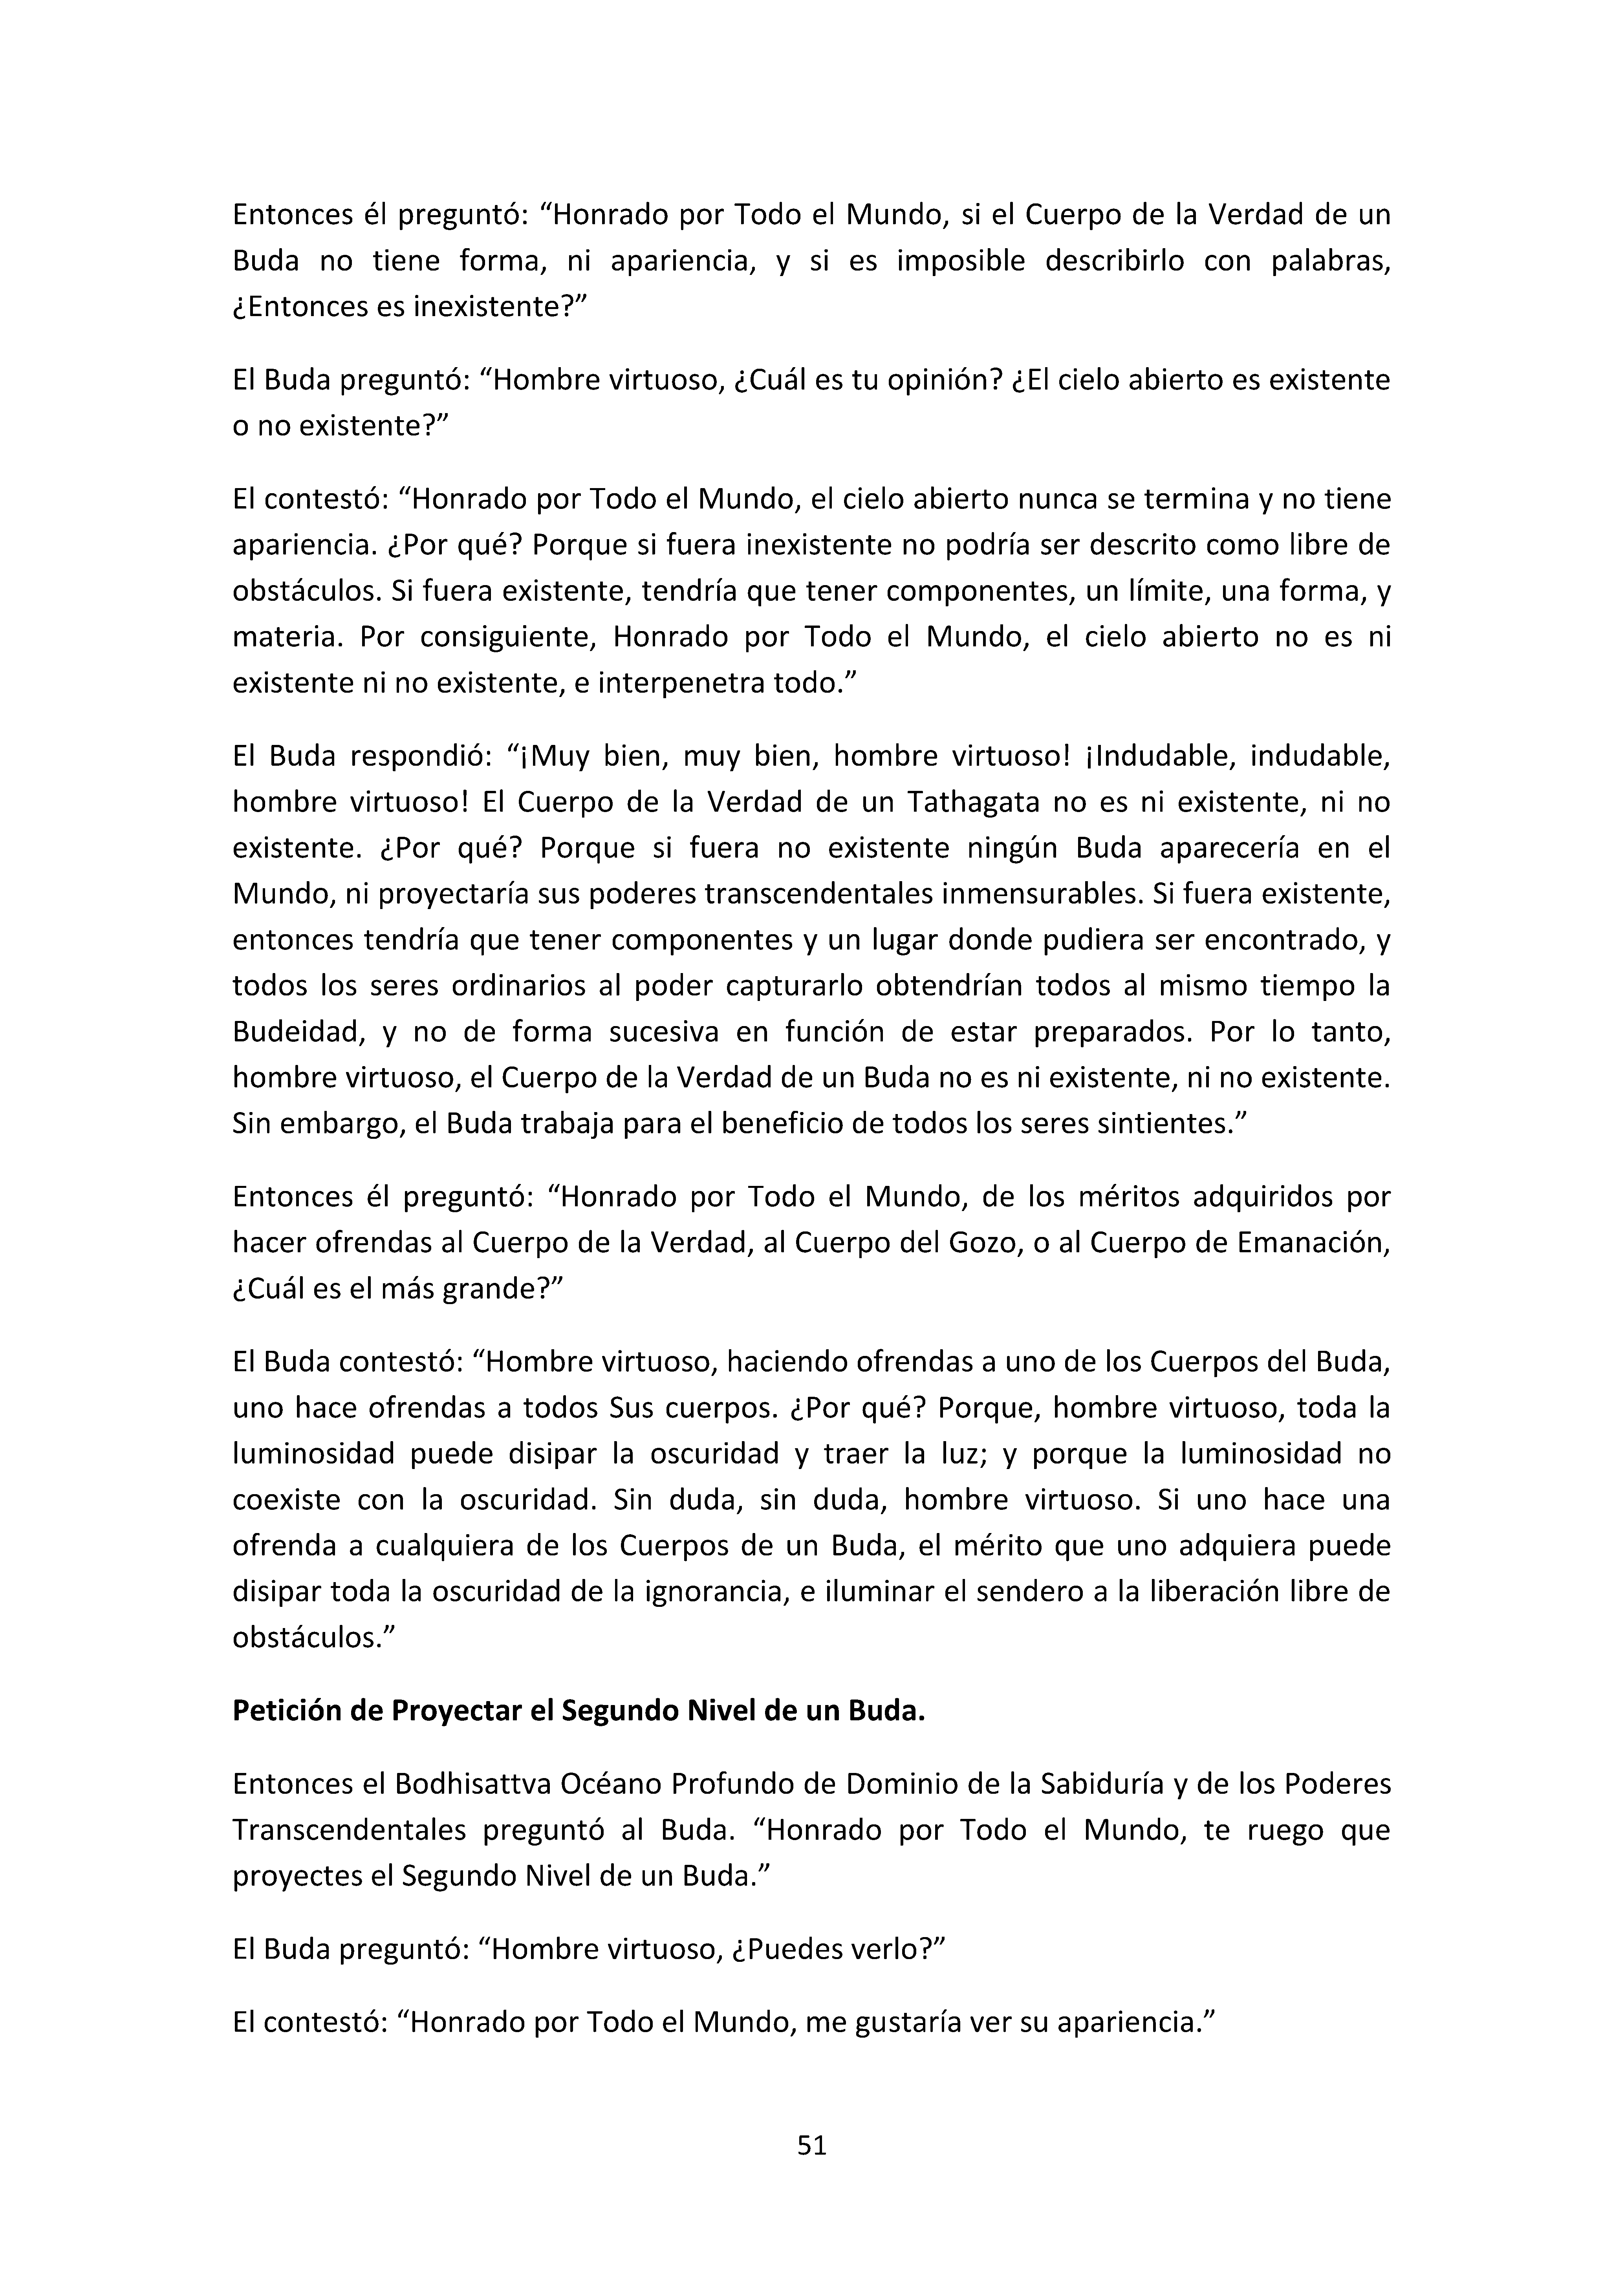 Entonces él preguntó: “Honrado por Todo el Mundo, si el Cuerpo de la Verdad de un
Buda no tiene forma, ni apariencia, y si es imposible describirlo con palabras,
¿Entonces es inexistente?”
El Buda preguntó: “Hombre virtuoso, ¿Cuál es tu opinión? ¿El cielo abierto es existente
o no existente?”
El contestó: “Honrado por Todo el Mundo, el cielo abierto nunca se termina y no tiene
apariencia. ¿Por qué? Porque si fuera inexistente no podría ser descrito como libre de
obstáculos. Si fuera existente, tendría que tener componentes, un límite, una forma, y
materia. Por consiguiente, Honrado por Todo el Mundo, el cielo abierto no es ni
existente ni no existente, e interpenetra todo.”
El Buda respondió: “¡Muy bien, muy bien, hombre virtuoso! ¡Indudable, indudable,
hombre virtuoso! El Cuerpo de la Verdad de un Tathagata no es ni existente, ni no
existente. ¿Por qué? Porque si fuera no existente ningún Buda aparecería en el
Mundo, ni proyectaría sus poderes transcendentales inmensurables. Si fuera existente,
entonces tendría que tener componentes y un lugar donde pudiera ser encontrado, y
todos los seres ordinarios al poder capturarlo obtendrían todos al mismo tiempo la
Budeidad, y no de forma sucesiva en función de estar preparados. Por lo tanto,
hombre virtuoso, el Cuerpo de la Verdad de un Buda no es ni existente, ni no existente.
Sin embargo, el Buda trabaja para el beneficio de todos los seres sintientes.”
Entonces él preguntó: “Honrado por Todo el Mundo, de los méritos adquiridos por
hacer ofrendas al Cuerpo de la Verdad, al Cuerpo del Gozo, o al Cuerpo de Emanación,
¿Cuál es el más grande?”
El Buda contestó: “Hombre virtuoso, haciendo ofrendas a uno de los Cuerpos del Buda,
uno hace ofrendas a todos Sus cuerpos. ¿Por qué? Porque, hombre virtuoso, toda la
luminosidad puede disipar la oscuridad y traer la luz; y porque la luminosidad no
coexiste con la oscuridad. Sin duda, sin duda, hombre virtuoso. Si uno hace una
ofrenda a cualquiera de los Cuerpos de un Buda, el mérito que uno adquiera puede
disipar toda la oscuridad de la ignorancia, e iluminar el sendero a la liberación libre de
obstáculos.”
Petición de Proyectar el Segundo Nivel de un Buda.
Entonces el Bodhisattva Océano Profundo de Dominio de la Sabiduría y de los Poderes
Transcendentales preguntó al Buda. “Honrado por Todo el Mundo, te ruego que
proyectes el Segundo Nivel de un Buda.”
El Buda preguntó: “Hombre virtuoso, ¿Puedes verlo?”
El contestó: “Honrado por Todo el Mundo, me gustaría ver su apariencia.”
51